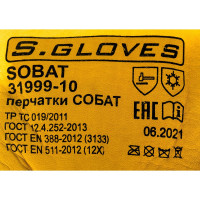 S.GLOVES
SOBAT
31999-10
перчатки СОБАТ
ТР ТС 019/2011
ГОСТ 12.4.252-2013
ГОСТ EN 388-2012 (3133)
ГОСТ EN 511-2012 (12X)
EAC
06.2021